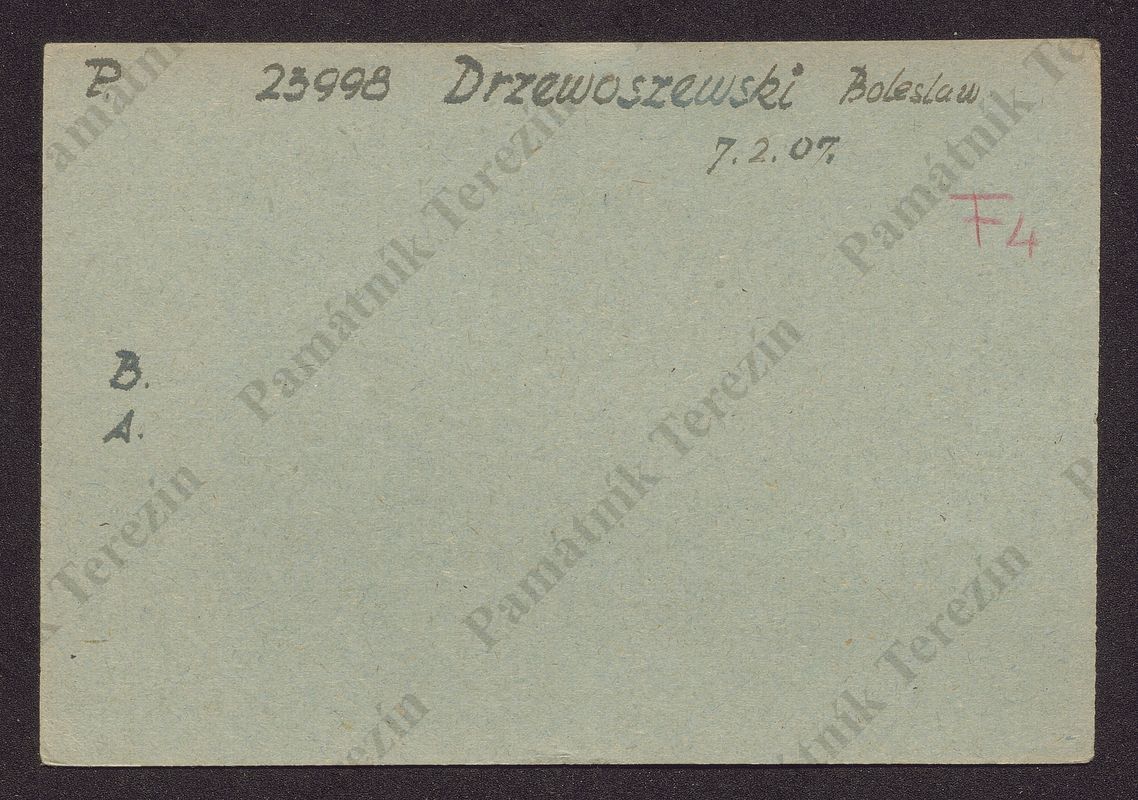 P. 23998 Drzewoszewski Boleslaw
7.2.07.
F4
B.
A.
Památník Terezín